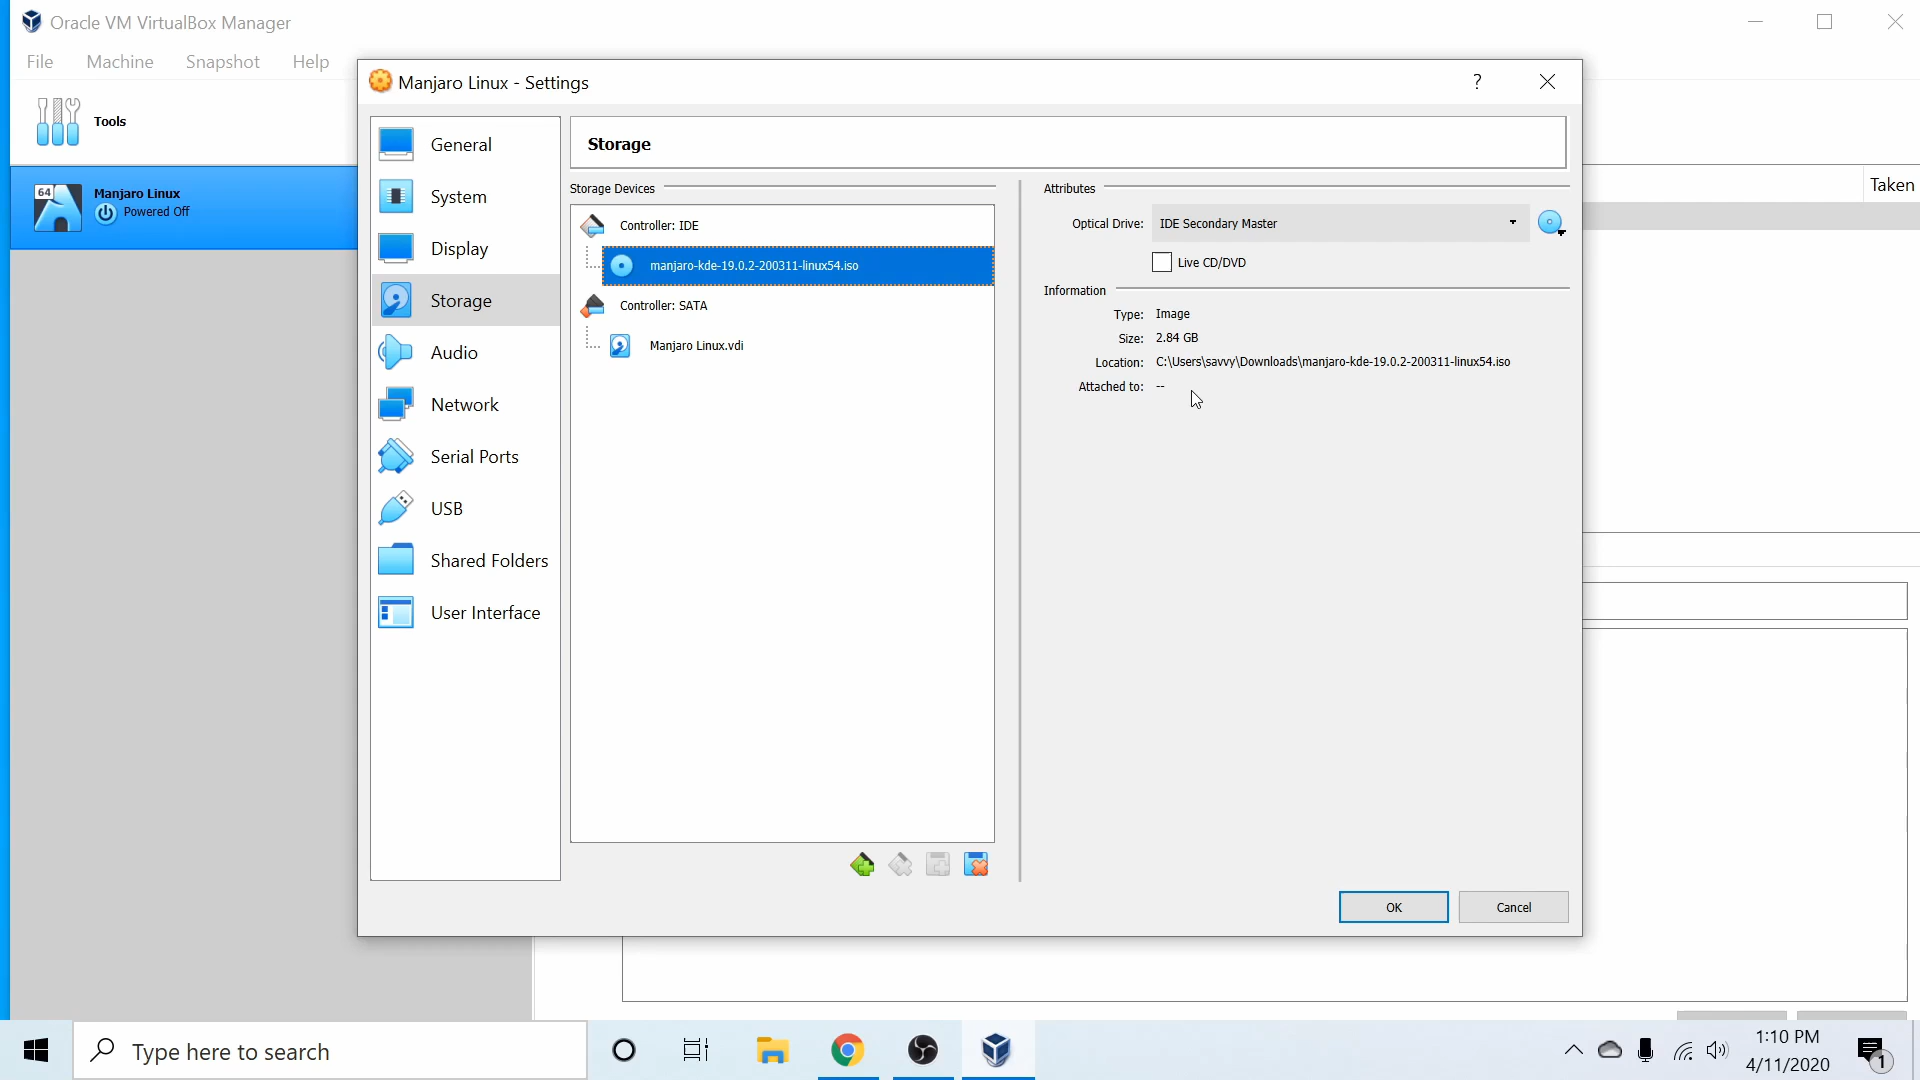 Oracle VM VirtualBox Manager
File Machine Snapshot Help
Manjaro Linux - Settings
?
Tools
64
Manjaro Linux
Powered Off
General
System
Display
Storage
Audio
Network
Serial Ports
USB
Shared Folders
User Interface
Storage
Storage Devices
Controller: IDE
manjaro-kde-19.0.2-200311-linux54.iso
Controller: SATA
Manjaro Linux.vdi
Attributes
Optical Drive: IDE Secondary Master
Live CD/DVD
Information
Type: Image
Size: 2.84 GB
Location: C:\Users\savvy\Downloads\manjaro-kde-19.0.2-200311-linux54.iso
Attached to: --
OK Cancel
Taken
Type here to search
1:10 PM
4/11/2020
1